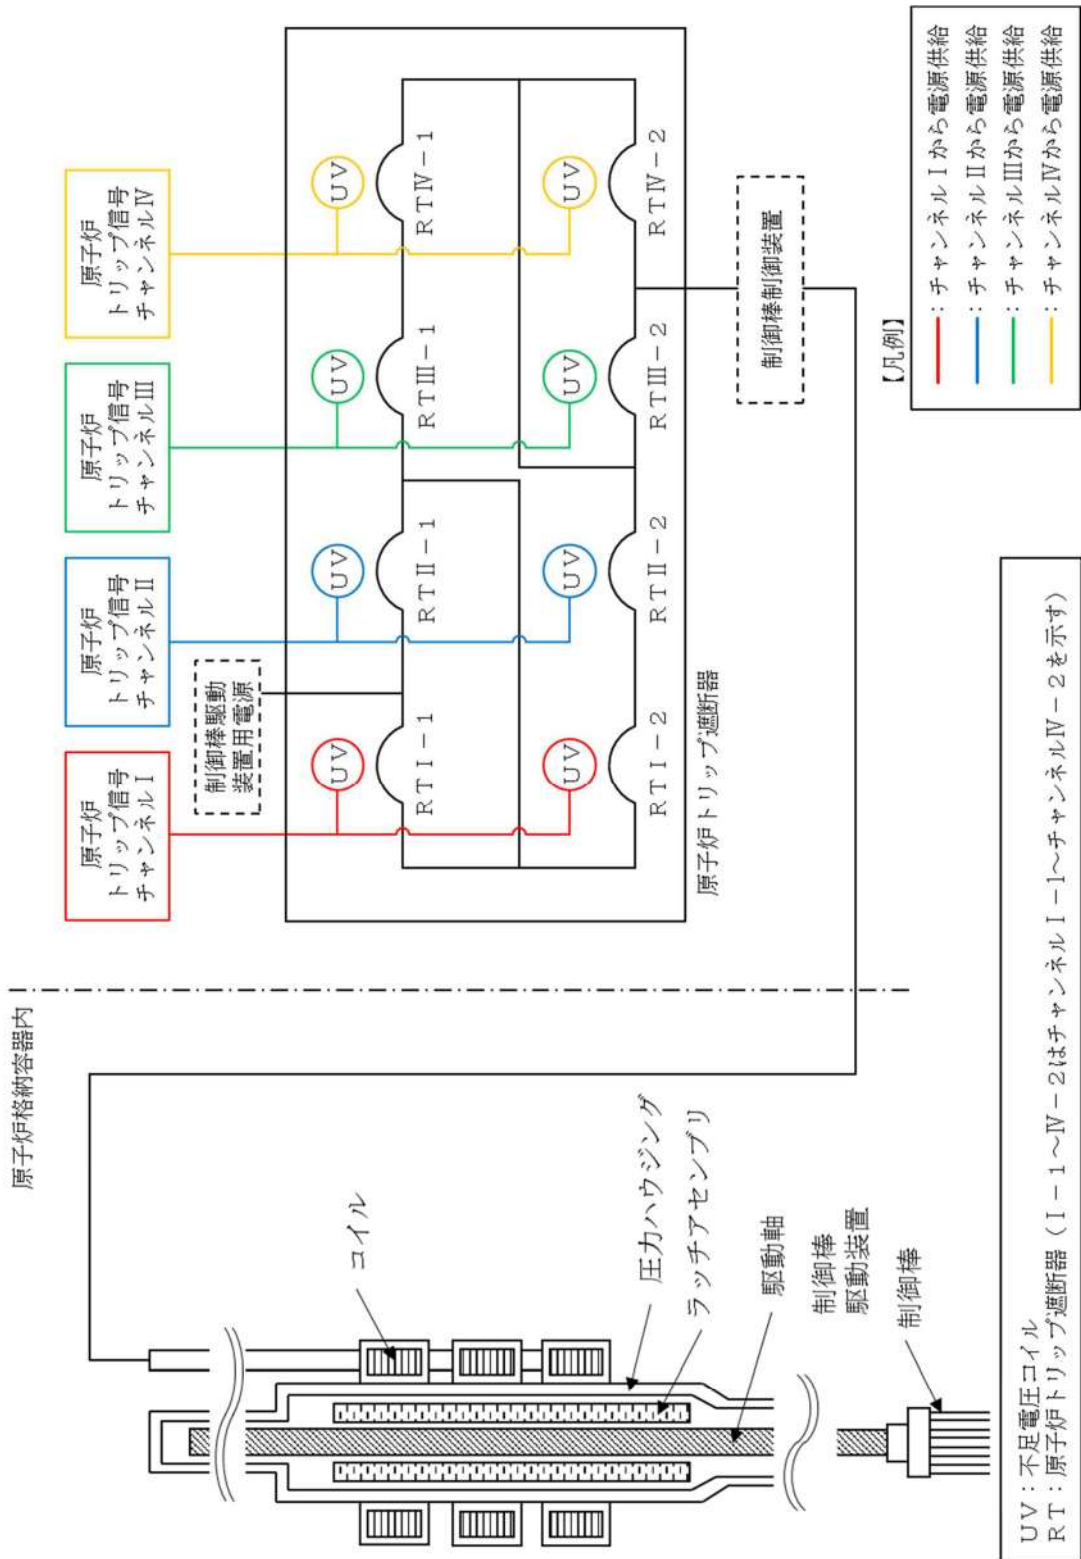 原子炉格納容器内
原子炉
トリップ信号
チャンネルⅠ
原子炉
トリップ信号
チャンネルⅡ
原子炉
トリップ信号
チャンネルⅢ
原子炉
トリップ信号
チャンネルⅣ
制御棒駆動
装置用電源
UV
UV
UV
UV
RTⅠ-1
RTⅡ-1
RTⅢ-1
RTⅣ-1
UV
UV
UV
UV
RTⅠ-2
RTⅡ-2
RTⅢ-2
RTⅣ-2
原子炉トリップ遮断器
制御棒制御装置
コイル
圧力ハウジング
ラッチアセンブリ
駆動軸
制御棒
駆動装置
制御棒
【凡例】
:チャンネルⅠから電源供給
:チャンネルⅡから電源供給
:チャンネルⅢから電源供給
:チャンネルⅣから電源供給
UV:不足電圧コイル
RT:原子炉トリップ遮断器(Ⅰ-1~Ⅳ-2はチャンネルⅠ-1~チャンネルⅣ-2を示す)